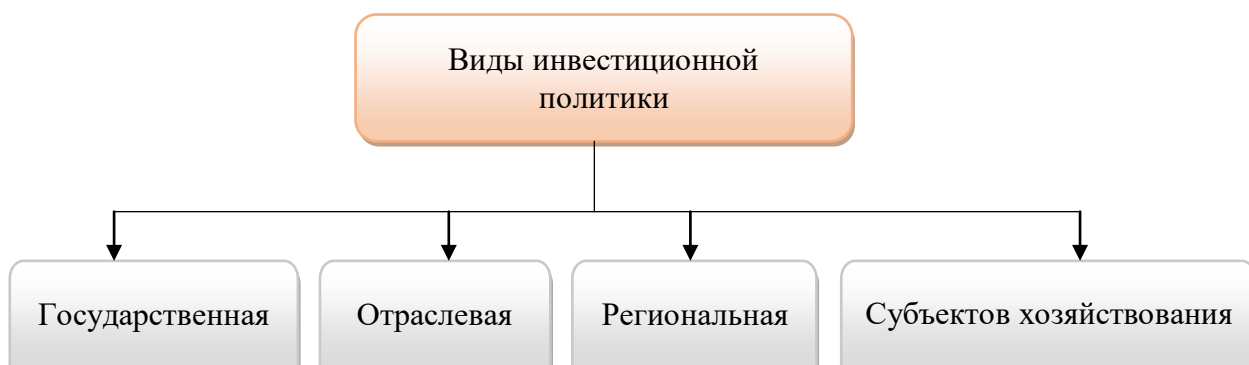 Виды инвестиционной
политики
Государственная
Отраслевая
Региональная
Субъектов хозяйствования